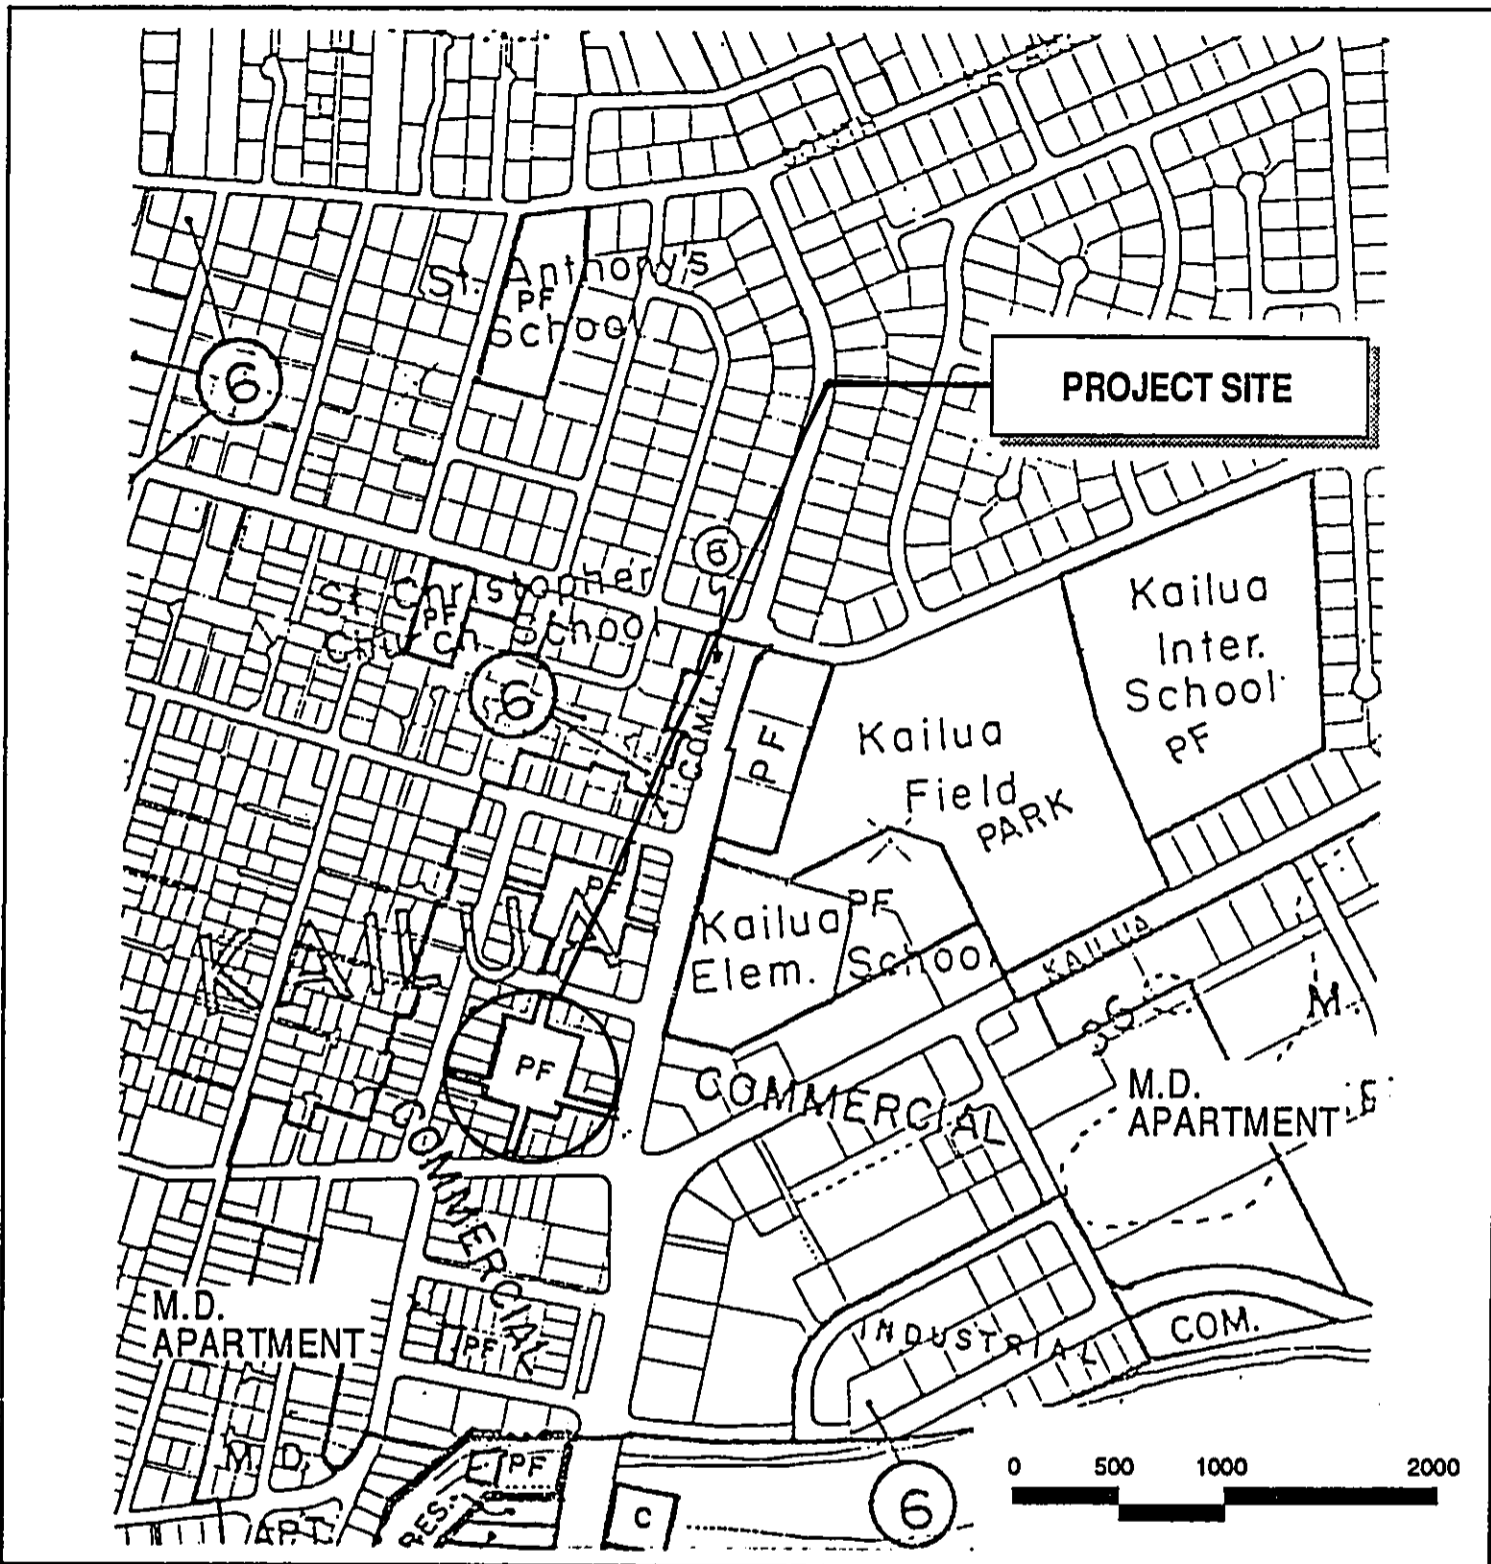 St. Anthony's
PF
School
6
PROJECT SITE
6
St. Christopher
PF
Church School
6
COML.
PF
Kailua
Inter.
School
PF
Kailua
Field
PARK
PF
KAILUA
PF
Kailua
Elem. School
KAILUA
PF
COMMERCIAL
M.
M.D.
APARTMENT
COMMERCIAL
M.D.
APARTMENT
PF
INDUSTRIAL
COM.
M.D.
APT.
PF
RES.
C
6
0 500 1000 2000